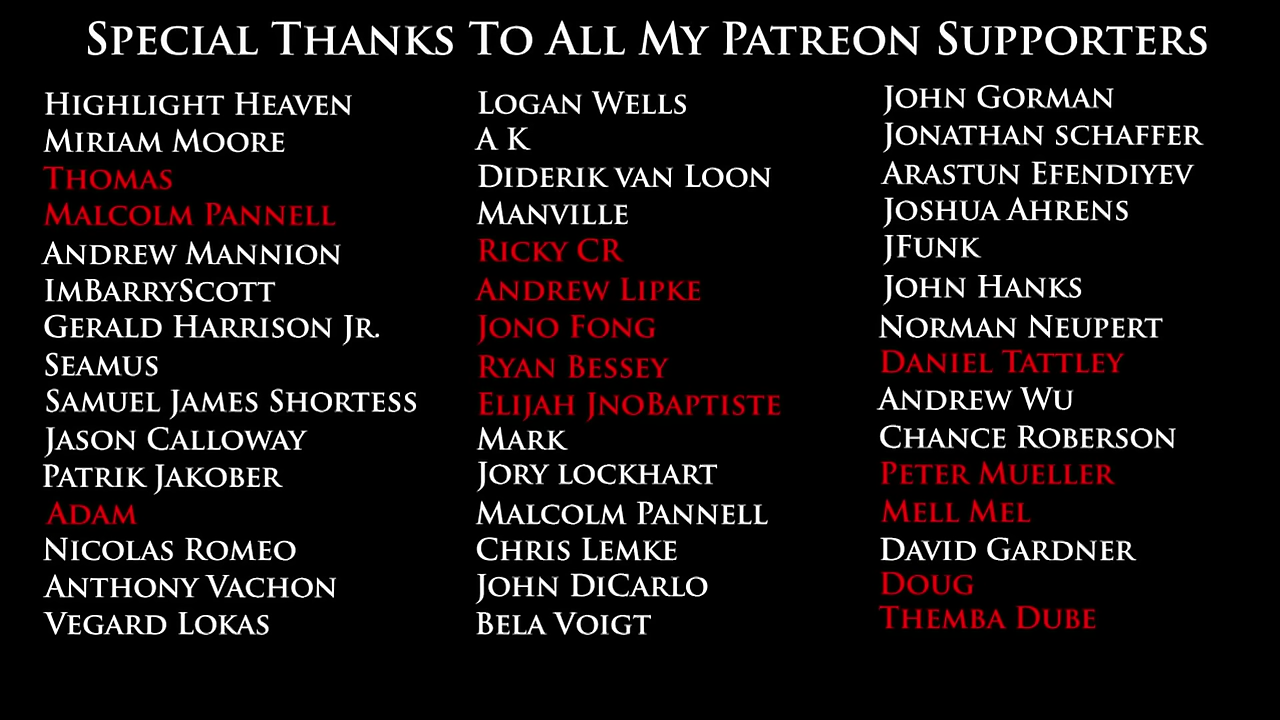 Special Thanks To All My Patreon Supporters
Highlight Heaven
Miriam Moore
Thomas
Malcolm Pannell
Andrew Mannion
ImBarryScott
Gerald Harrison Jr.
Seamus
Samuel James Shortess
Jason Calloway
Patrik Jakober
Adam
Nicolas Romeo
Anthony Vachon
Vegard Lokas
Logan Wells
A K
Diderik van Loon
Manville
Ricky CR
Andrew Lipke
Jono Fong
Ryan Bessey
Elijah JnoBaptiste
Mark
Jory lockhart
Malcolm Pannell
Chris Lemke
John DiCarlo
Bela Voigt
John Gorman
Jonathan schaffer
Arastun Efendiyev
Joshua Ahrens
JFunk
John Hanks
Norman Neupert
Daniel Tattley
Andrew Wu
Chance Roberson
Peter Mueller
Mell Mel
David Gardner
Doug
Themba Dube